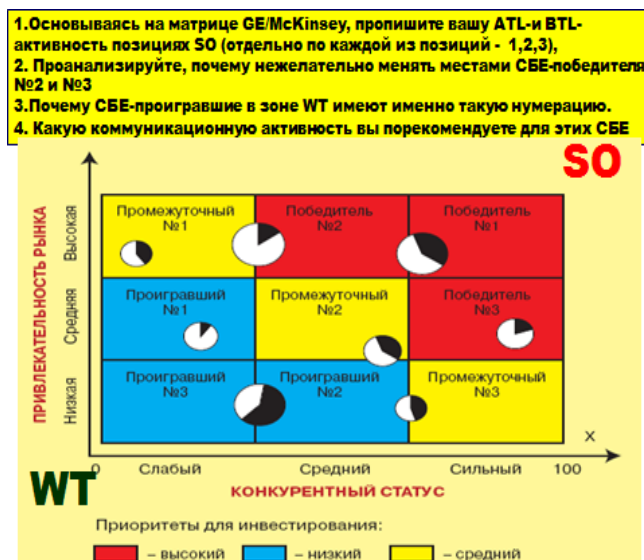 1.Основываясь на матрице GE/McKinsey, пропишите вашу ATL-и BTL-
активность позициях SO (отдельно по каждой из позиций - 1,2,3),
2. Проанализируйте, почему нежелательно менять местами СБЕ-победителя
№2 и №3
3.Почему СБЕ-проигравшие в зоне WT имеют именно такую нумерацию.
4. Какую коммуникационную активность вы порекомендуете для этих СБЕ
SO
ПРИВЛЕКАТЕЛЬНОСТЬ РЫНКА
Высокая
Промежуточный
№1
Победитель
№2
Победитель
№1
Средняя
Проигравший
№1
Промежуточный
№2
Победитель
№3
Низкая
Проигравший
№3
Проигравший
№2
Промежуточный
№3
X
WT
0 Слабый Средний Сильный 100
КОНКУРЕНТНЫЙ СТАТУС
Приоритеты для инвестирования:
– высокий – низкий – средний